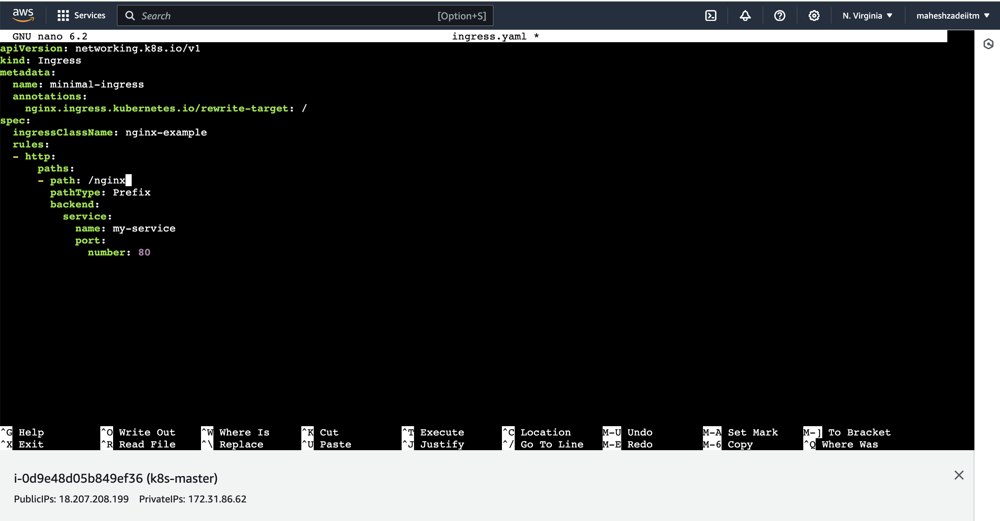 aws Services Search [Option+S] N. Virginia maheshzadeiitm
GNU nano 6.2 ingress.yaml *
apiVersion: networking.k8s.io/v1
kind: Ingress
metadata:
  name: minimal-ingress
  annotations:
    nginx.ingress.kubernetes.io/rewrite-target: /
spec:
  ingressClassName: nginx-example
  rules:
  - http:
      paths:
      - path: /nginx
        pathType: Prefix
        backend:
          service:
            name: my-service
            port:
              number: 80
^G Help ^O Write Out ^W Where Is ^K Cut ^T Execute ^C Location M-U Undo M-A Set Mark M-] To Bracket
^X Exit ^R Read File ^\ Replace ^U Paste ^J Justify ^/ Go To Line M-E Redo M-6 Copy ^Q Where Was
i-0d9e48d05b849ef36 (k8s-master)
PublicIPs: 18.207.208.199 PrivateIPs: 172.31.86.62